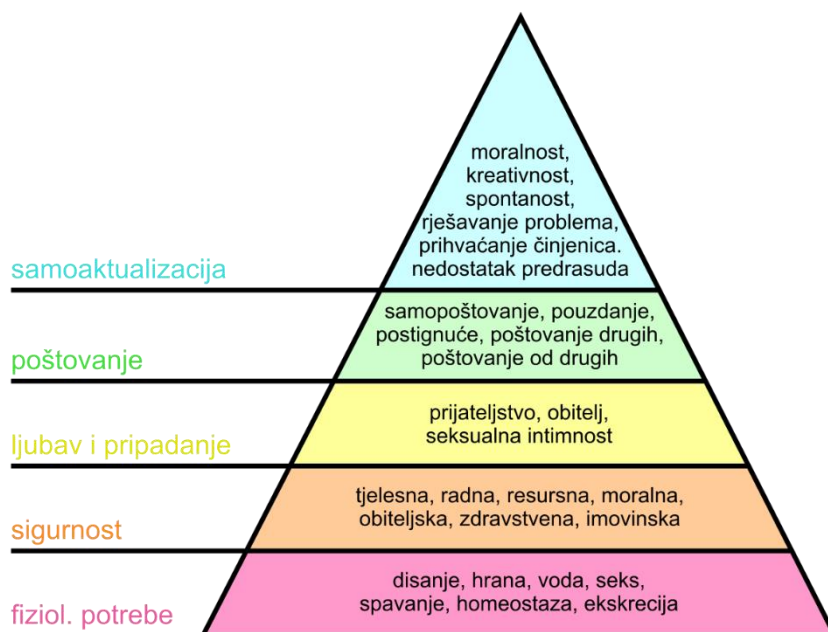 moralnost,
kreativnost,
spontanost,
rješavanje problema,
prihvaćanje činjenica.
nedostatak predrasuda
samoaktualizacija
samopoštovanje, pouzdanje,
postignuće, poštovanje drugih,
poštovanje od drugih
poštovanje
prijateljstvo, obitelj,
seksualna intimnost
ljubav i pripadanje
tjelesna, radna, resursna, moralna,
obiteljska, zdravstvena, imovinska
sigurnost
disanje, hrana, voda, seks,
spavanje, homeostaza, ekskrecija
fiziol. potrebe